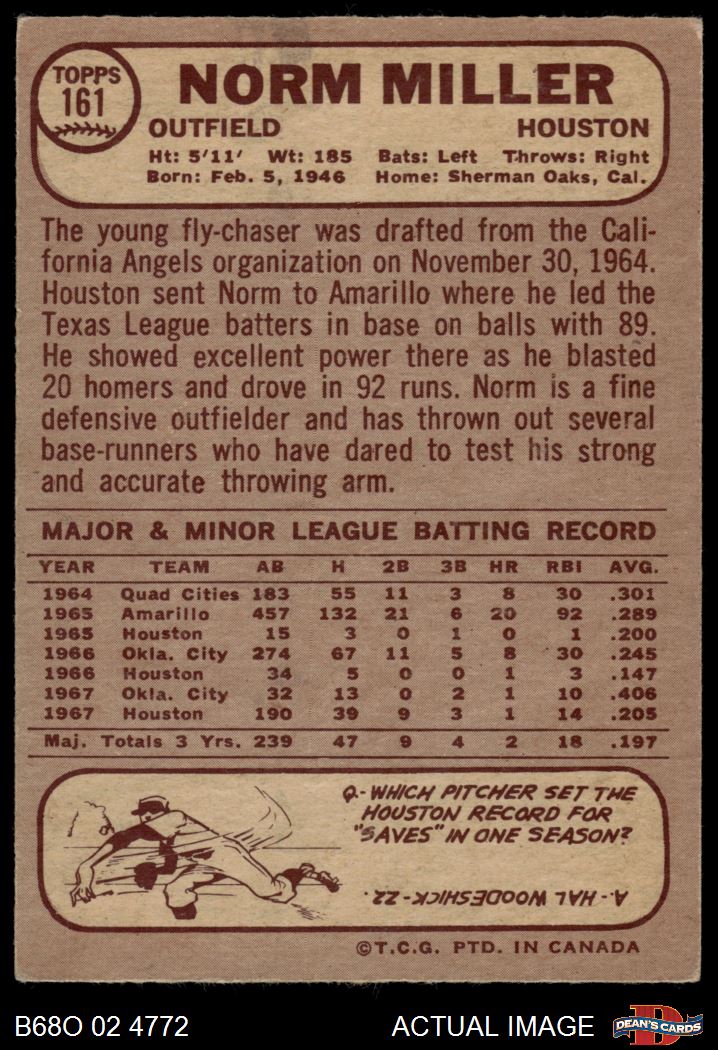 TOPPS
161
NORM MILLER
OUTFIELD HOUSTON
Ht: 5'11' Wt: 185 Bats: Left Throws: Right
Born: Feb. 5, 1946 Home: Sherman Oaks, Cal.
The young fly-chaser was drafted from the Cali-
fornia Angels organization on November 30, 1964.
Houston sent Norm to Amarillo where he led the
Texas League batters in base on balls with 89.
He showed excellent power there as he blasted
20 homers and drove in 92 runs. Norm is a fine
defensive outfielder and has thrown out several
base-runners who have dared to test his strong
and accurate throwing arm.
MAJOR & MINOR LEAGUE BATTING RECORD
YEAR TEAM AB H 2B 3B HR RBI AVG.
1964 Quad Cities 183 55 11 3 8 30 .301
1965 Amarillo 457 132 21 6 20 92 .289
1965 Houston 15 3 0 1 0 1 .200
1966 Okla. City 274 67 11 5 8 30 .245
1966 Houston 34 5 0 0 1 3 .147
1967 Okla. City 32 13 0 2 1 10 .406
1967 Houston 190 39 9 3 1 14 .205
Maj. Totals 3 Yrs. 239 47 9 4 2 18 .197
Q.- WHICH PITCHER SET THE
HOUSTON RECORD FOR
"SAVES" IN ONE SEASON?
A.- HAL WOODESHICK-22.
©T.C.G. PTD. IN CANADA
B68O 02 4772 ACTUAL IMAGE DEAN'S CARDS